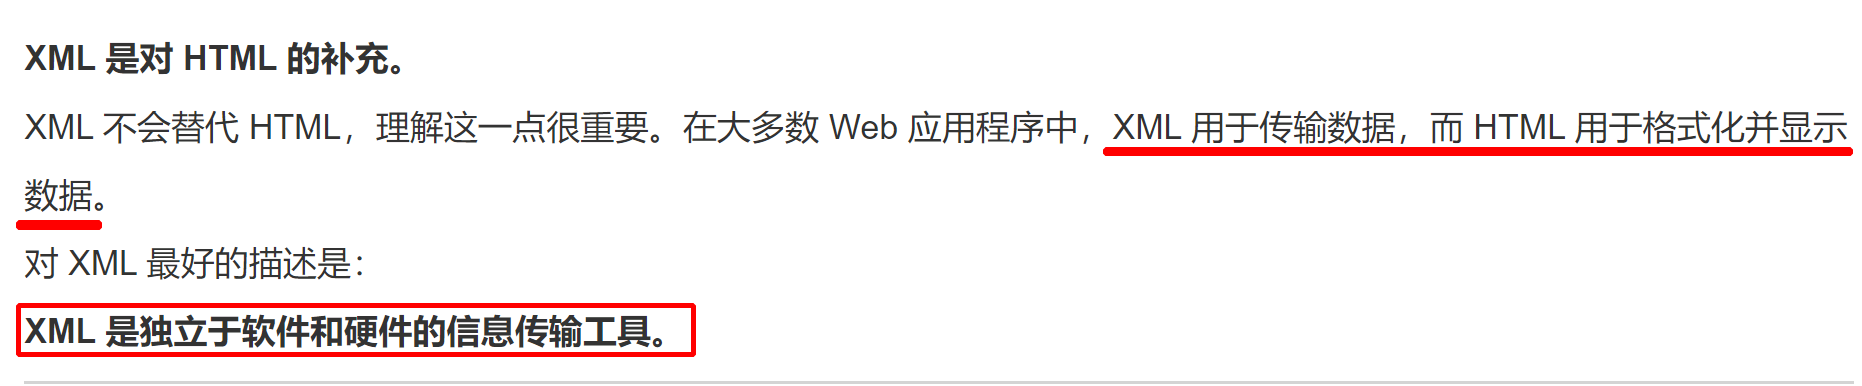 XML 是对 HTML 的补充。
XML 不会替代 HTML，理解这一点很重要。在大多数 Web 应用程序中，XML 用于传输数据，而 HTML 用于格式化并显示
数据。
对 XML 最好的描述是：
XML 是独立于软件和硬件的信息传输工具。